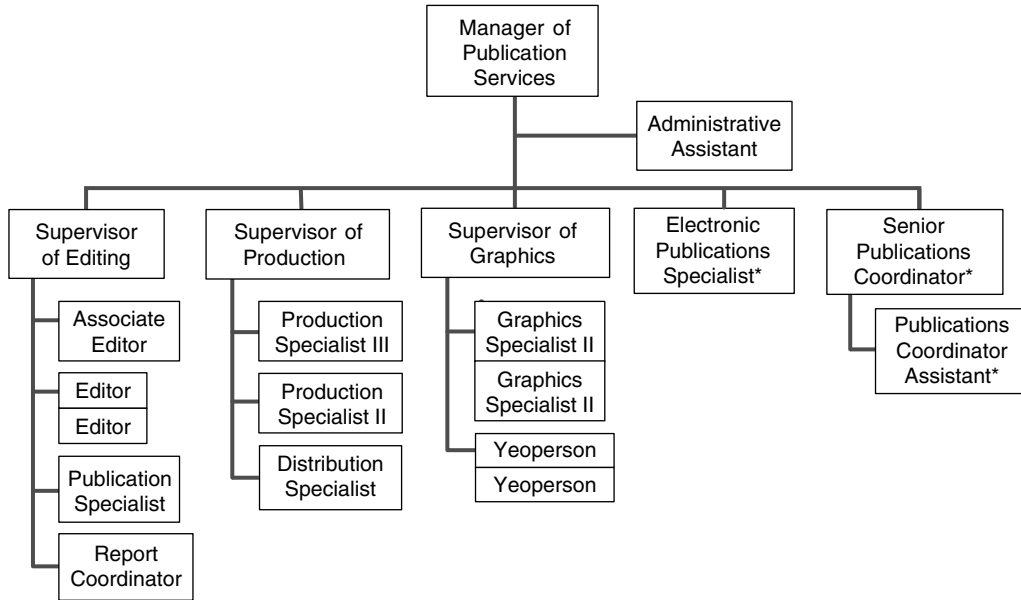 Manager of
Publication
Services
Administrative
Assistant
Supervisor
of Editing
Supervisor of
Production
Supervisor of
Graphics
Electronic
Publications
Specialist*
Senior
Publications
Coordinator*
Associate
Editor
Editor
Editor
Publication
Specialist
Report
Coordinator
Production
Specialist III
Production
Specialist II
Distribution
Specialist
Graphics
Specialist II
Graphics
Specialist II
Yeoperson
Yeoperson
Publications
Coordinator
Assistant*